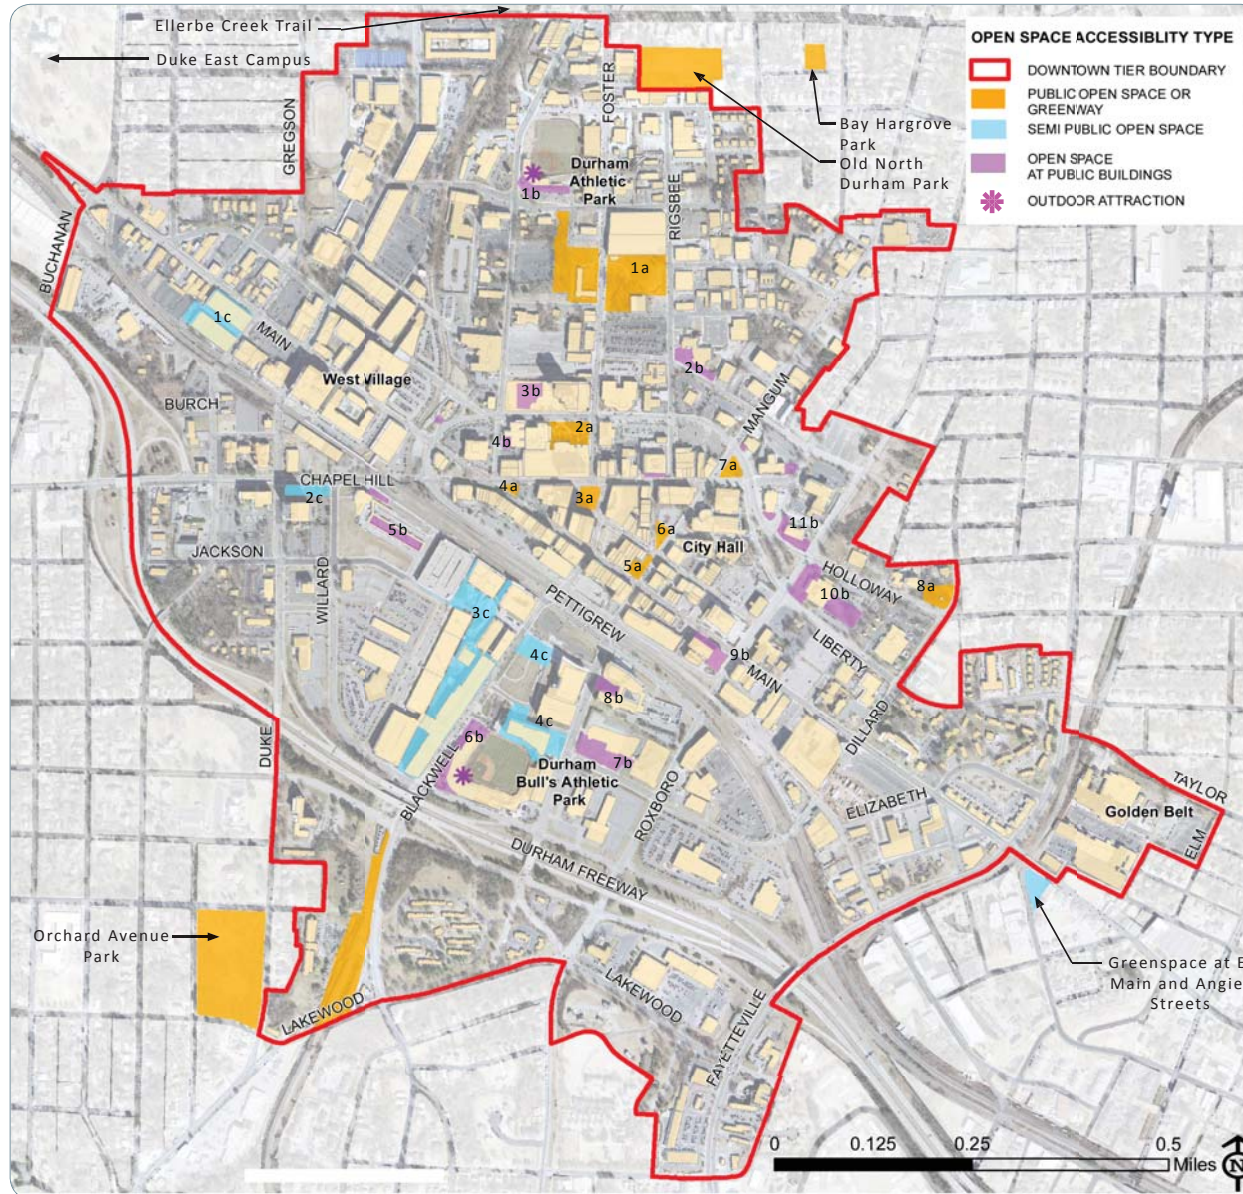 Ellerbe Creek Trail
Duke East Campus
OPEN SPACE ACCESSIBLITY TYPE
DOWNTOWN TIER BOUNDARY
PUBLIC OPEN SPACE OR
GREENWAY
SEMI PUBLIC OPEN SPACE
OPEN SPACE
AT PUBLIC BUILDINGS
OUTDOOR ATTRACTION
GREGSON
FOSTER
Bay Hargrove
Park
Old North
Durham Park
Durham
Athletic
Park
1b
RIGSBEE
BUCHANAN
1a
1c
MAIN
West Village
2b
MANGUM
3b
BURCH
2a
4b
7a
CHAPEL HILL
4a
3a
2c
5b
6a
11b
City Hall
JACKSON
5a
HOLLOWAY
8a
WILLARD
PETTIGREW
10b
3c
LIBERTY
4c
9b
MAIN
8b
4c
DILLARD
DUKE
6b
7b
Durham
Bull's Athletic
Park
BLACKWELL
ROXBORO
ELIZABETH
TAYLOR
Golden Belt
ELM
DURHAM FREEWAY
Orchard Avenue
Park
Greenspace at E
Main and Angie
Streets
LAKEWOOD
LAKEWOOD
FAYETTEVILLE
0 0.125 0.25 0.5
Miles
N